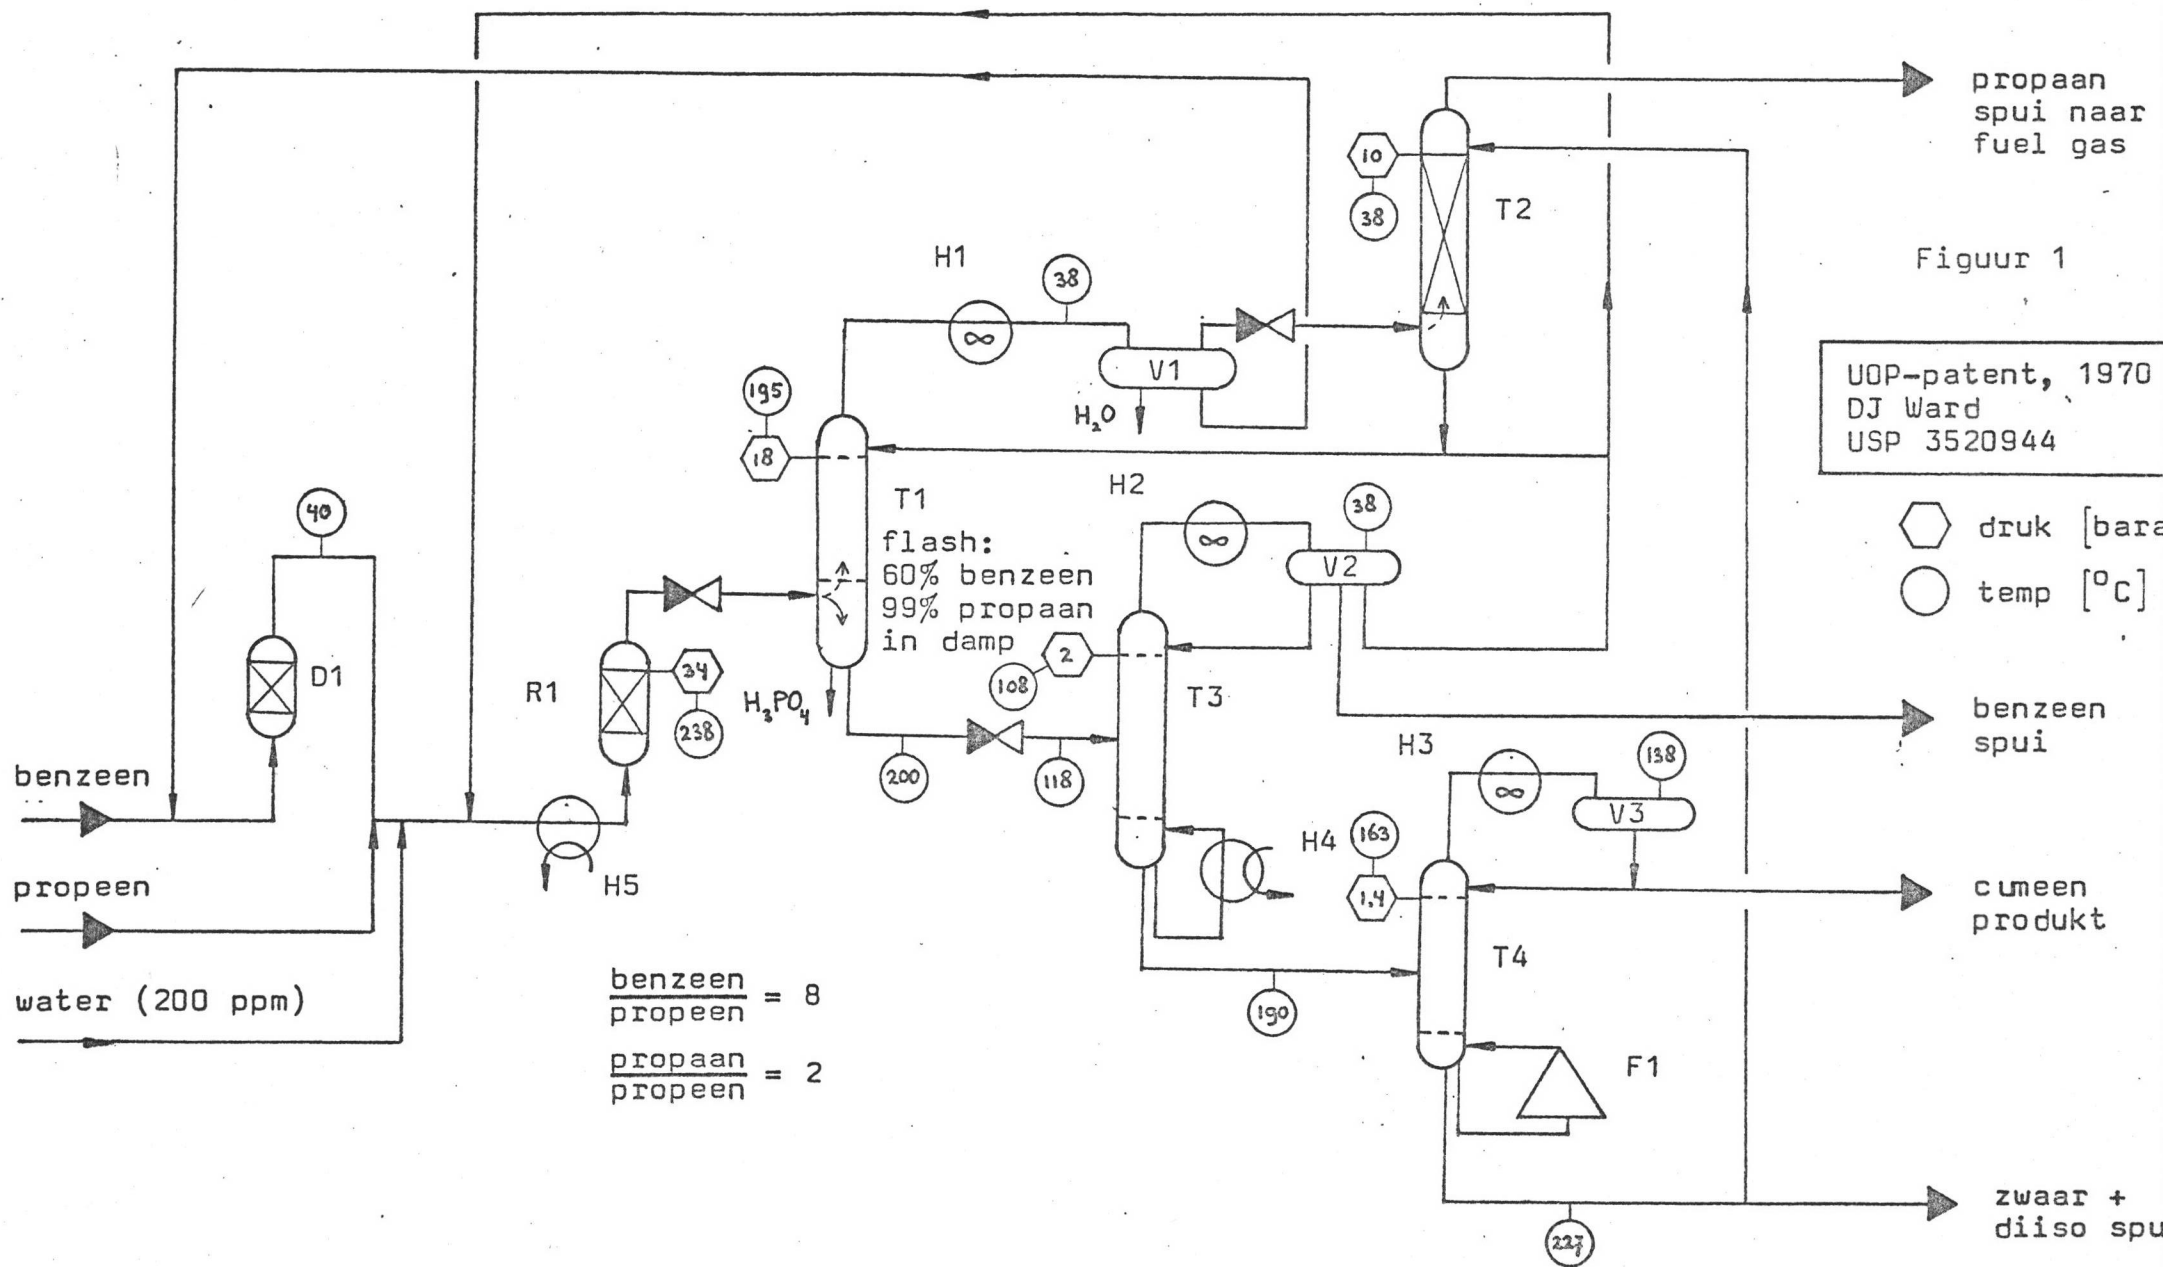 propaan
spui naar
fuel gas
10
38
T2
Figuur 1
H1
38
V1
H₂O
UOP-patent, 1970
DJ Ward
USP 3520944
druk [bara
temp [°C]
195
18
T1
flash:
60% benzeen
99% propaan
in damp
H2
38
V2
40
D1
R1
34
238
H₃PO₄
2
108
T3
200
118
benzeen
spui
H3
138
V3
benzeen
propeen
water (200 ppm)
H5
H4
163
1,4
cumeen
produkt
T4
190
benzeen
propeen = 8
propaan
propeen = 2
F1
227
zwaar +
diiso spu